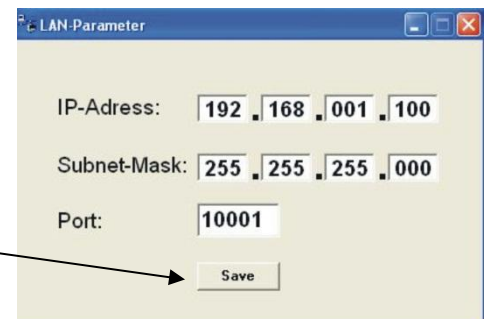 LAN-Parameter
IP-Adress: 192 . 168 . 001 . 100
Subnet-Mask: 255 . 255 . 255 . 000
Port: 10001
Save